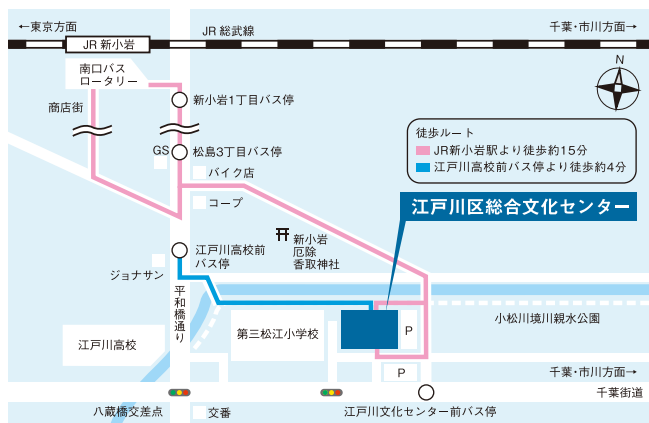 ←東京方面
JR 総武線
千葉・市川方面→
JR 新小岩
南口バス
ロータリー
N
新小岩1丁目バス停
商店街
徒歩ルート
JR新小岩駅より徒歩約15分
江戸川高校前バス停より徒歩約4分
GS
松島3丁目バス停
バイク店
コープ
江戸川区総合文化センター
新小岩
厄除
香取神社
江戸川高校前
バス停
ジョナサン
平和橋通り
小松川境川親水公園
第三松江小学校
P
江戸川高校
P
千葉・市川方面→
千葉街道
八蔵橋交差点
交番
江戸川文化センター前バス停